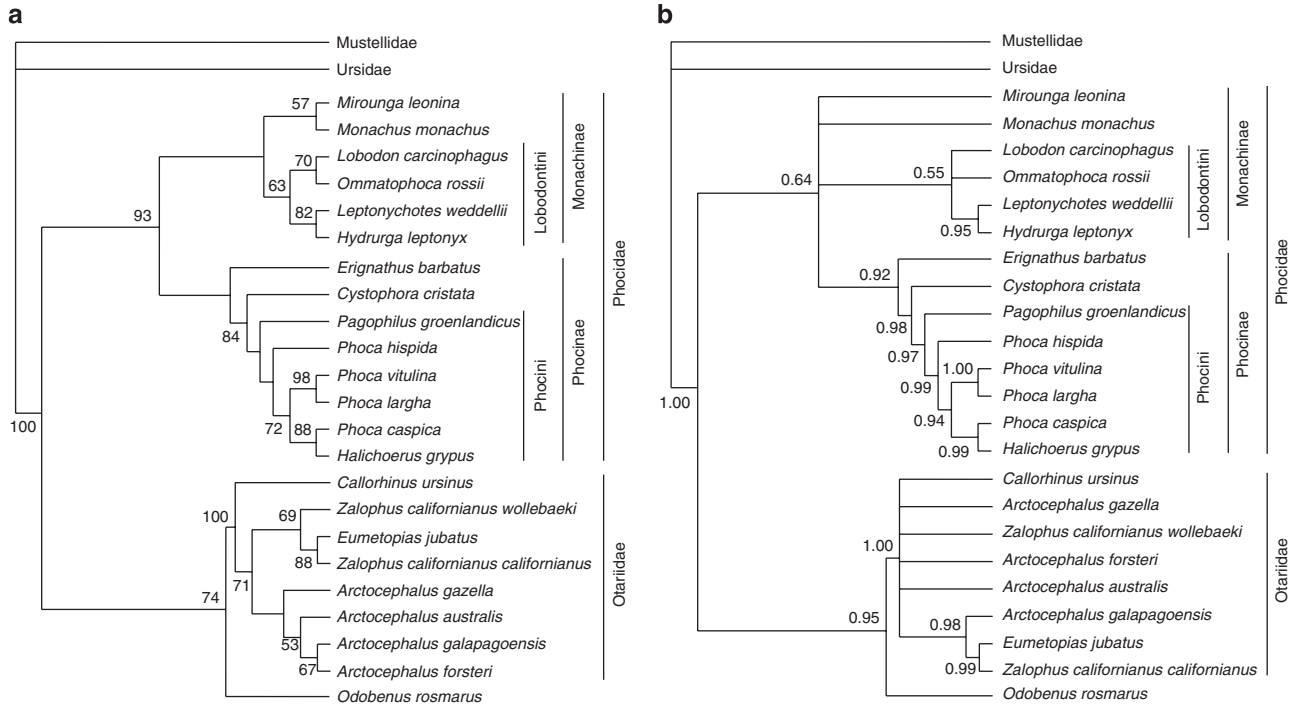 a
Mustellidae
Ursidae
57
Mirounga leonina
Monachus monachus
70
Lobodon carcinophagus
Ommatophoca rossii
63
82
Leptonychotes weddellii
Hydrurga leptonyx
93
Erignathus barbatus
Cystophora cristata
84
Pagophilus groenlandicus
Phoca hispida
98
Phoca vitulina
Phoca largha
72
88
Phoca caspica
Halichoerus grypus
100
Callorhinus ursinus
100
69
Zalophus californianus wollebaeki
Eumetopias jubatus
88
Zalophus californianus californianus
71
Arctocephalus gazella
74
Arctocephalus australis
53
Arctocephalus galapagoensis
67
Arctocephalus forsteri
Odobenus rosmarus
Lobodontini
Monachinae
Phocini
Phocinae
Phocidae
Otariidae
b
Mustellidae
Ursidae
Mirounga leonina
Monachus monachus
0.64
0.55
Lobodon carcinophagus
Ommatophoca rossii
Leptonychotes weddellii
0.95
Hydrurga leptonyx
0.92
Erignathus barbatus
Cystophora cristata
0.98
Pagophilus groenlandicus
0.97
Phoca hispida
0.99
1.00
Phoca vitulina
Phoca largha
0.94
Phoca caspica
0.99
Halichoerus grypus
1.00
Callorhinus ursinus
Arctocephalus gazella
Zalophus californianus wollebaeki
1.00
Arctocephalus forsteri
Arctocephalus australis
0.95
0.98
Arctocephalus galapagoensis
Eumetopias jubatus
0.99
Zalophus californianus californianus
Odobenus rosmarus
Lobodontini
Monachinae
Phocini
Phocinae
Phocidae
Otariidae